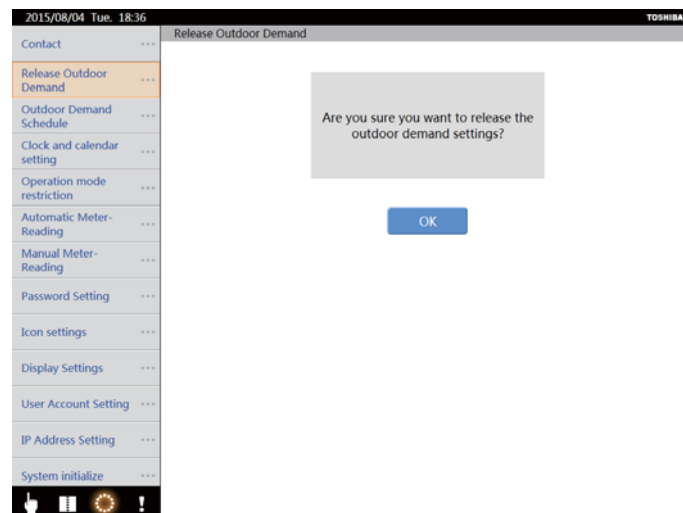 2015/08/04 Tue. 18:36
TOSHIBA
Contact
Release Outdoor
Demand
Outdoor Demand
Schedule
Clock and calendar
setting
Operation mode
restriction
Automatic Meter-
Reading
Manual Meter-
Reading
Password Setting
Icon settings
Display Settings
User Account Setting
IP Address Setting
System initialize
Release Outdoor Demand
Are you sure you want to release the
outdoor demand settings?
OK